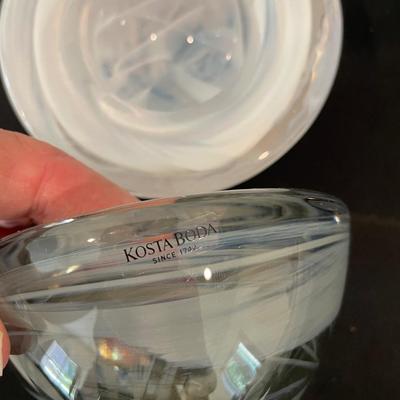 KOSTA BODA
SINCE 1742